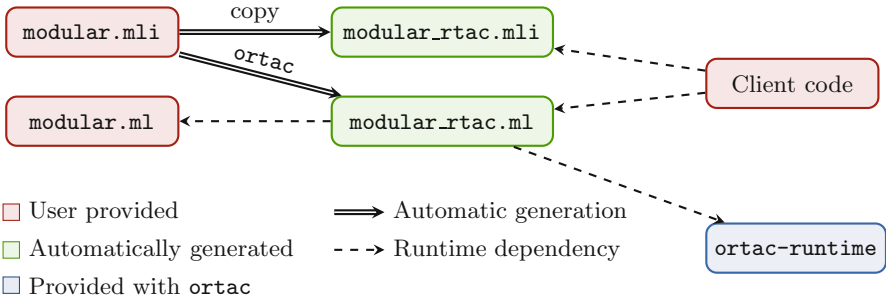 copy
modular.mli
modular_rtac.mli
ortac
Client code
modular.ml
modular_rtac.ml
User provided
Automatic generation
Automatically generated
Runtime dependency
ortac-runtime
Provided with ortac